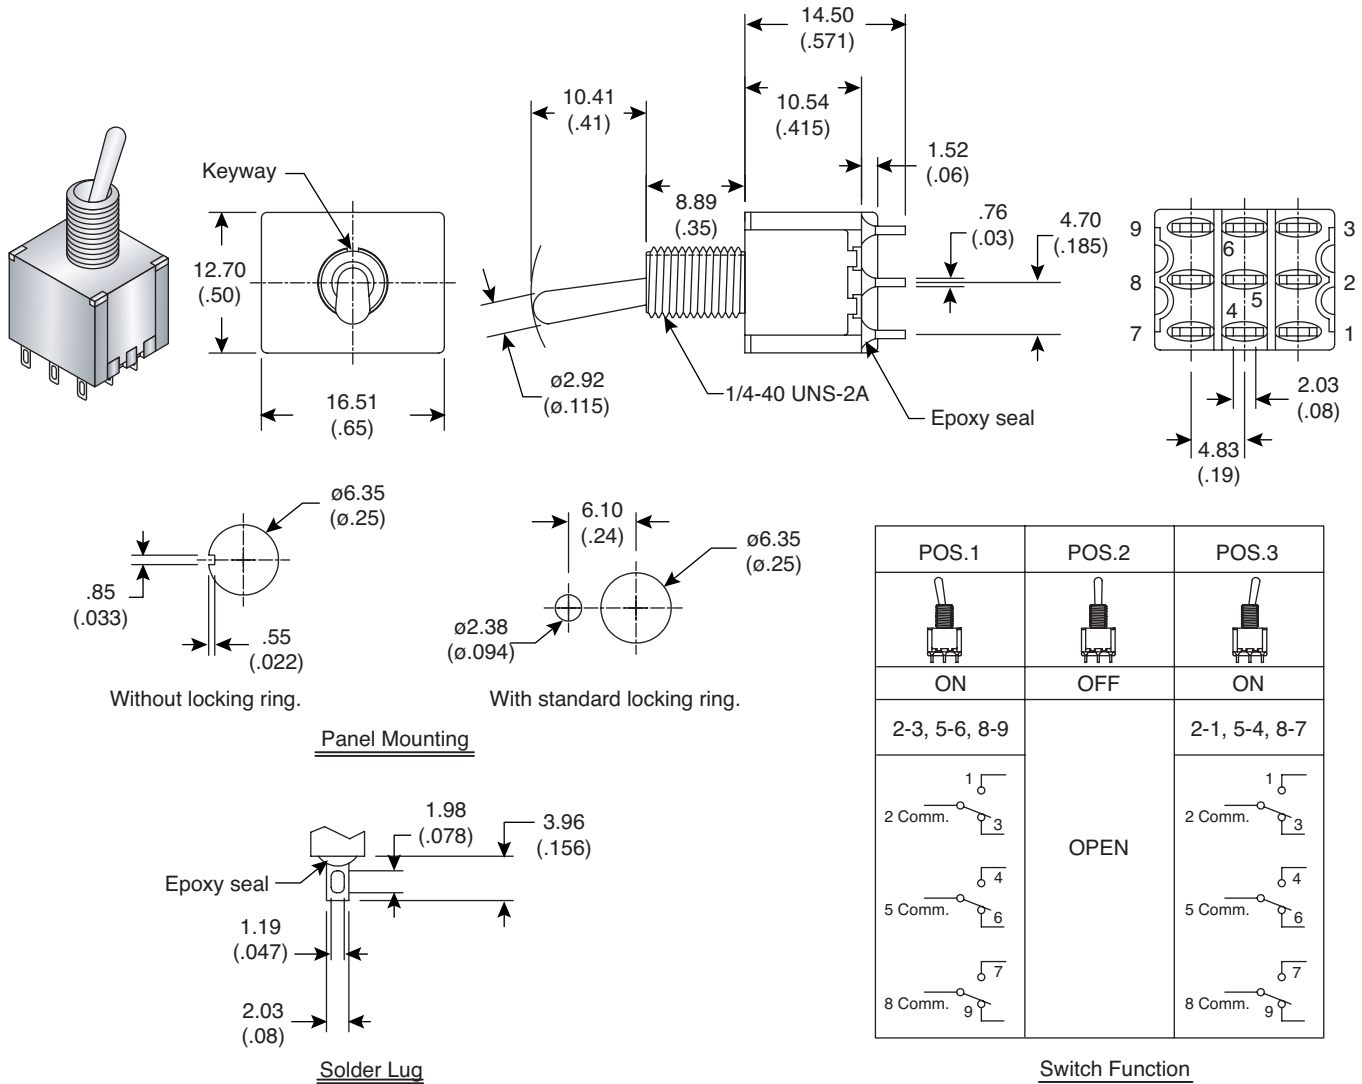 14.50
(.571)
10.41
(.41)
10.54
(.415)
1.52
(.06)
Keyway
8.89
(.35)
.76
(.03)
4.70
(.185)
12.70
(.50)
9
6
3
8
5
2
7
4
1
ø2.92
(ø.115)
1/4-40 UNS-2A
Epoxy seal
16.51
(.65)
2.03
(.08)
4.83
(.19)
ø6.35
(ø.25)
.85
(.033)
.55
(.022)
Without locking ring.
6.10
(.24)
ø6.35
(ø.25)
ø2.38
(ø.094)
With standard locking ring.
Panel Mounting
1.98
(.078)
3.96
(.156)
Epoxy seal
1.19
(.047)
2.03
(.08)
Solder Lug
POS.1 POS.2 POS.3
ON OFF ON
2-3, 5-6, 8-9
2-1, 5-4, 8-7
1
2 Comm.
3
4
5 Comm.
6
7
8 Comm.
9
OPEN
1
2 Comm.
3
4
5 Comm.
6
7
8 Comm.
9
Switch Function